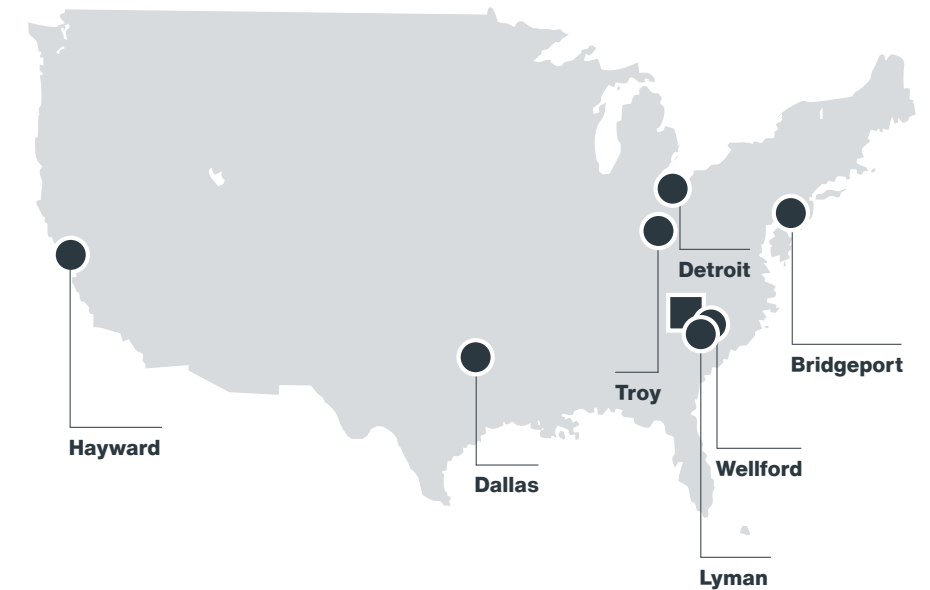 Detroit
Bridgeport
Troy
Hayward
Wellford
Dallas
Lyman